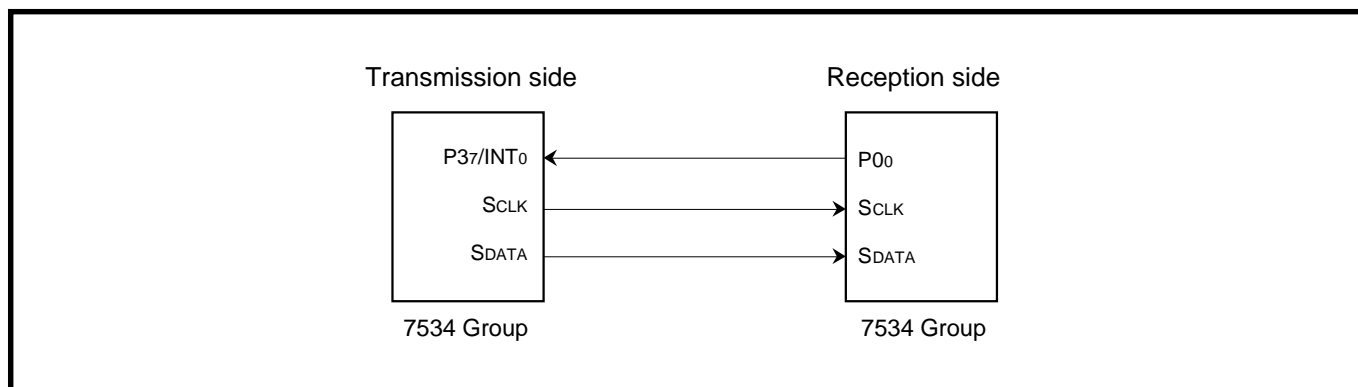 Transmission side
Reception side
P37/INT0
P00
SCLK
SCLK
SDATA
SDATA
7534 Group
7534 Group